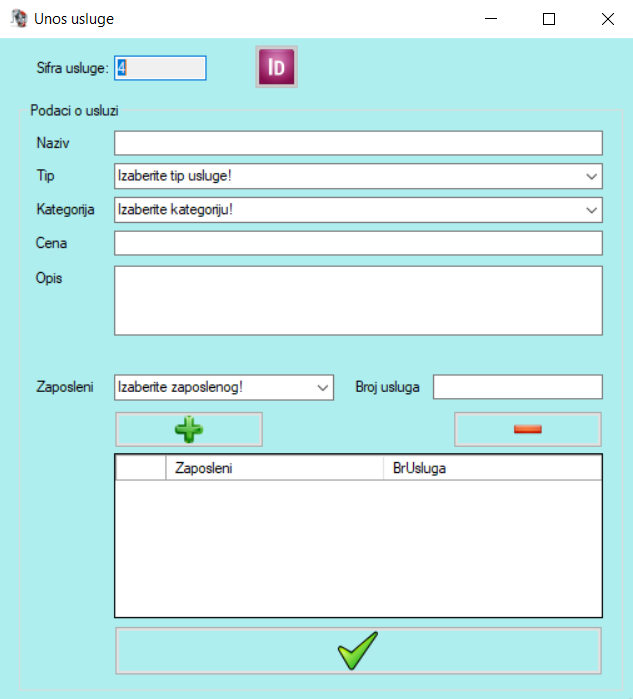 Unos usluge
Sifra usluge: 4
ID
Podaci o usluzi
Naziv
Tip Izaberite tip usluge!
Kategorija Izaberite kategoriju!
Cena
Opis
Zaposleni Izaberite zaposlenog! Broj usluga
Zaposleni BrUsluga